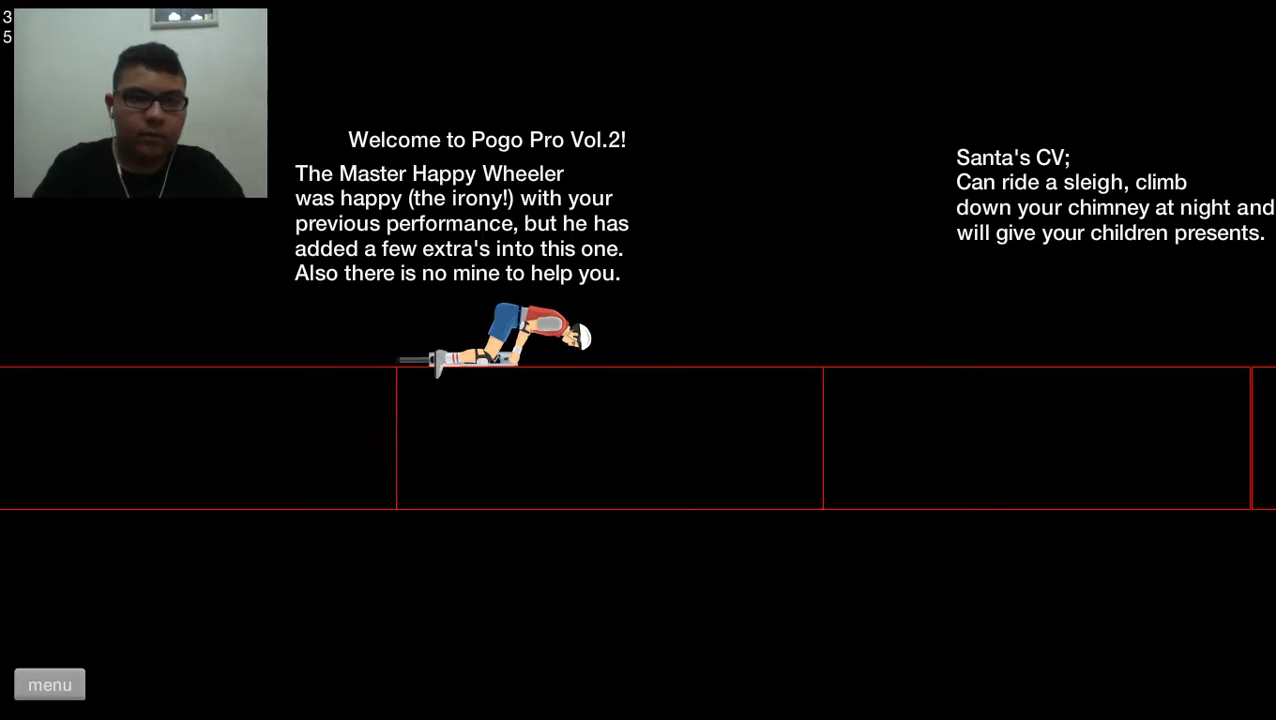 3
5
Welcome to Pogo Pro Vol.2!
The Master Happy Wheeler
was happy (the irony!) with your
previous performance, but he has
added a few extra's into this one.
Also there is no mine to help you.
Santa's CV;
Can ride a sleigh, climb
down your chimney at night and
will give your children presents.
menu